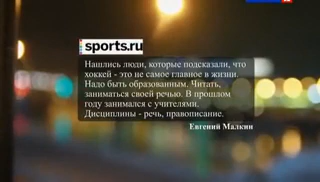 sports.ru
Нашлись люди, которые подсказали, что
хоккей - это не самое главное в жизни.
Надо быть образованным. Читать,
заниматься своей речью. В прошлом
году занимался с учителями.
Дисциплины - речь, правописание.
Евгений Малкин